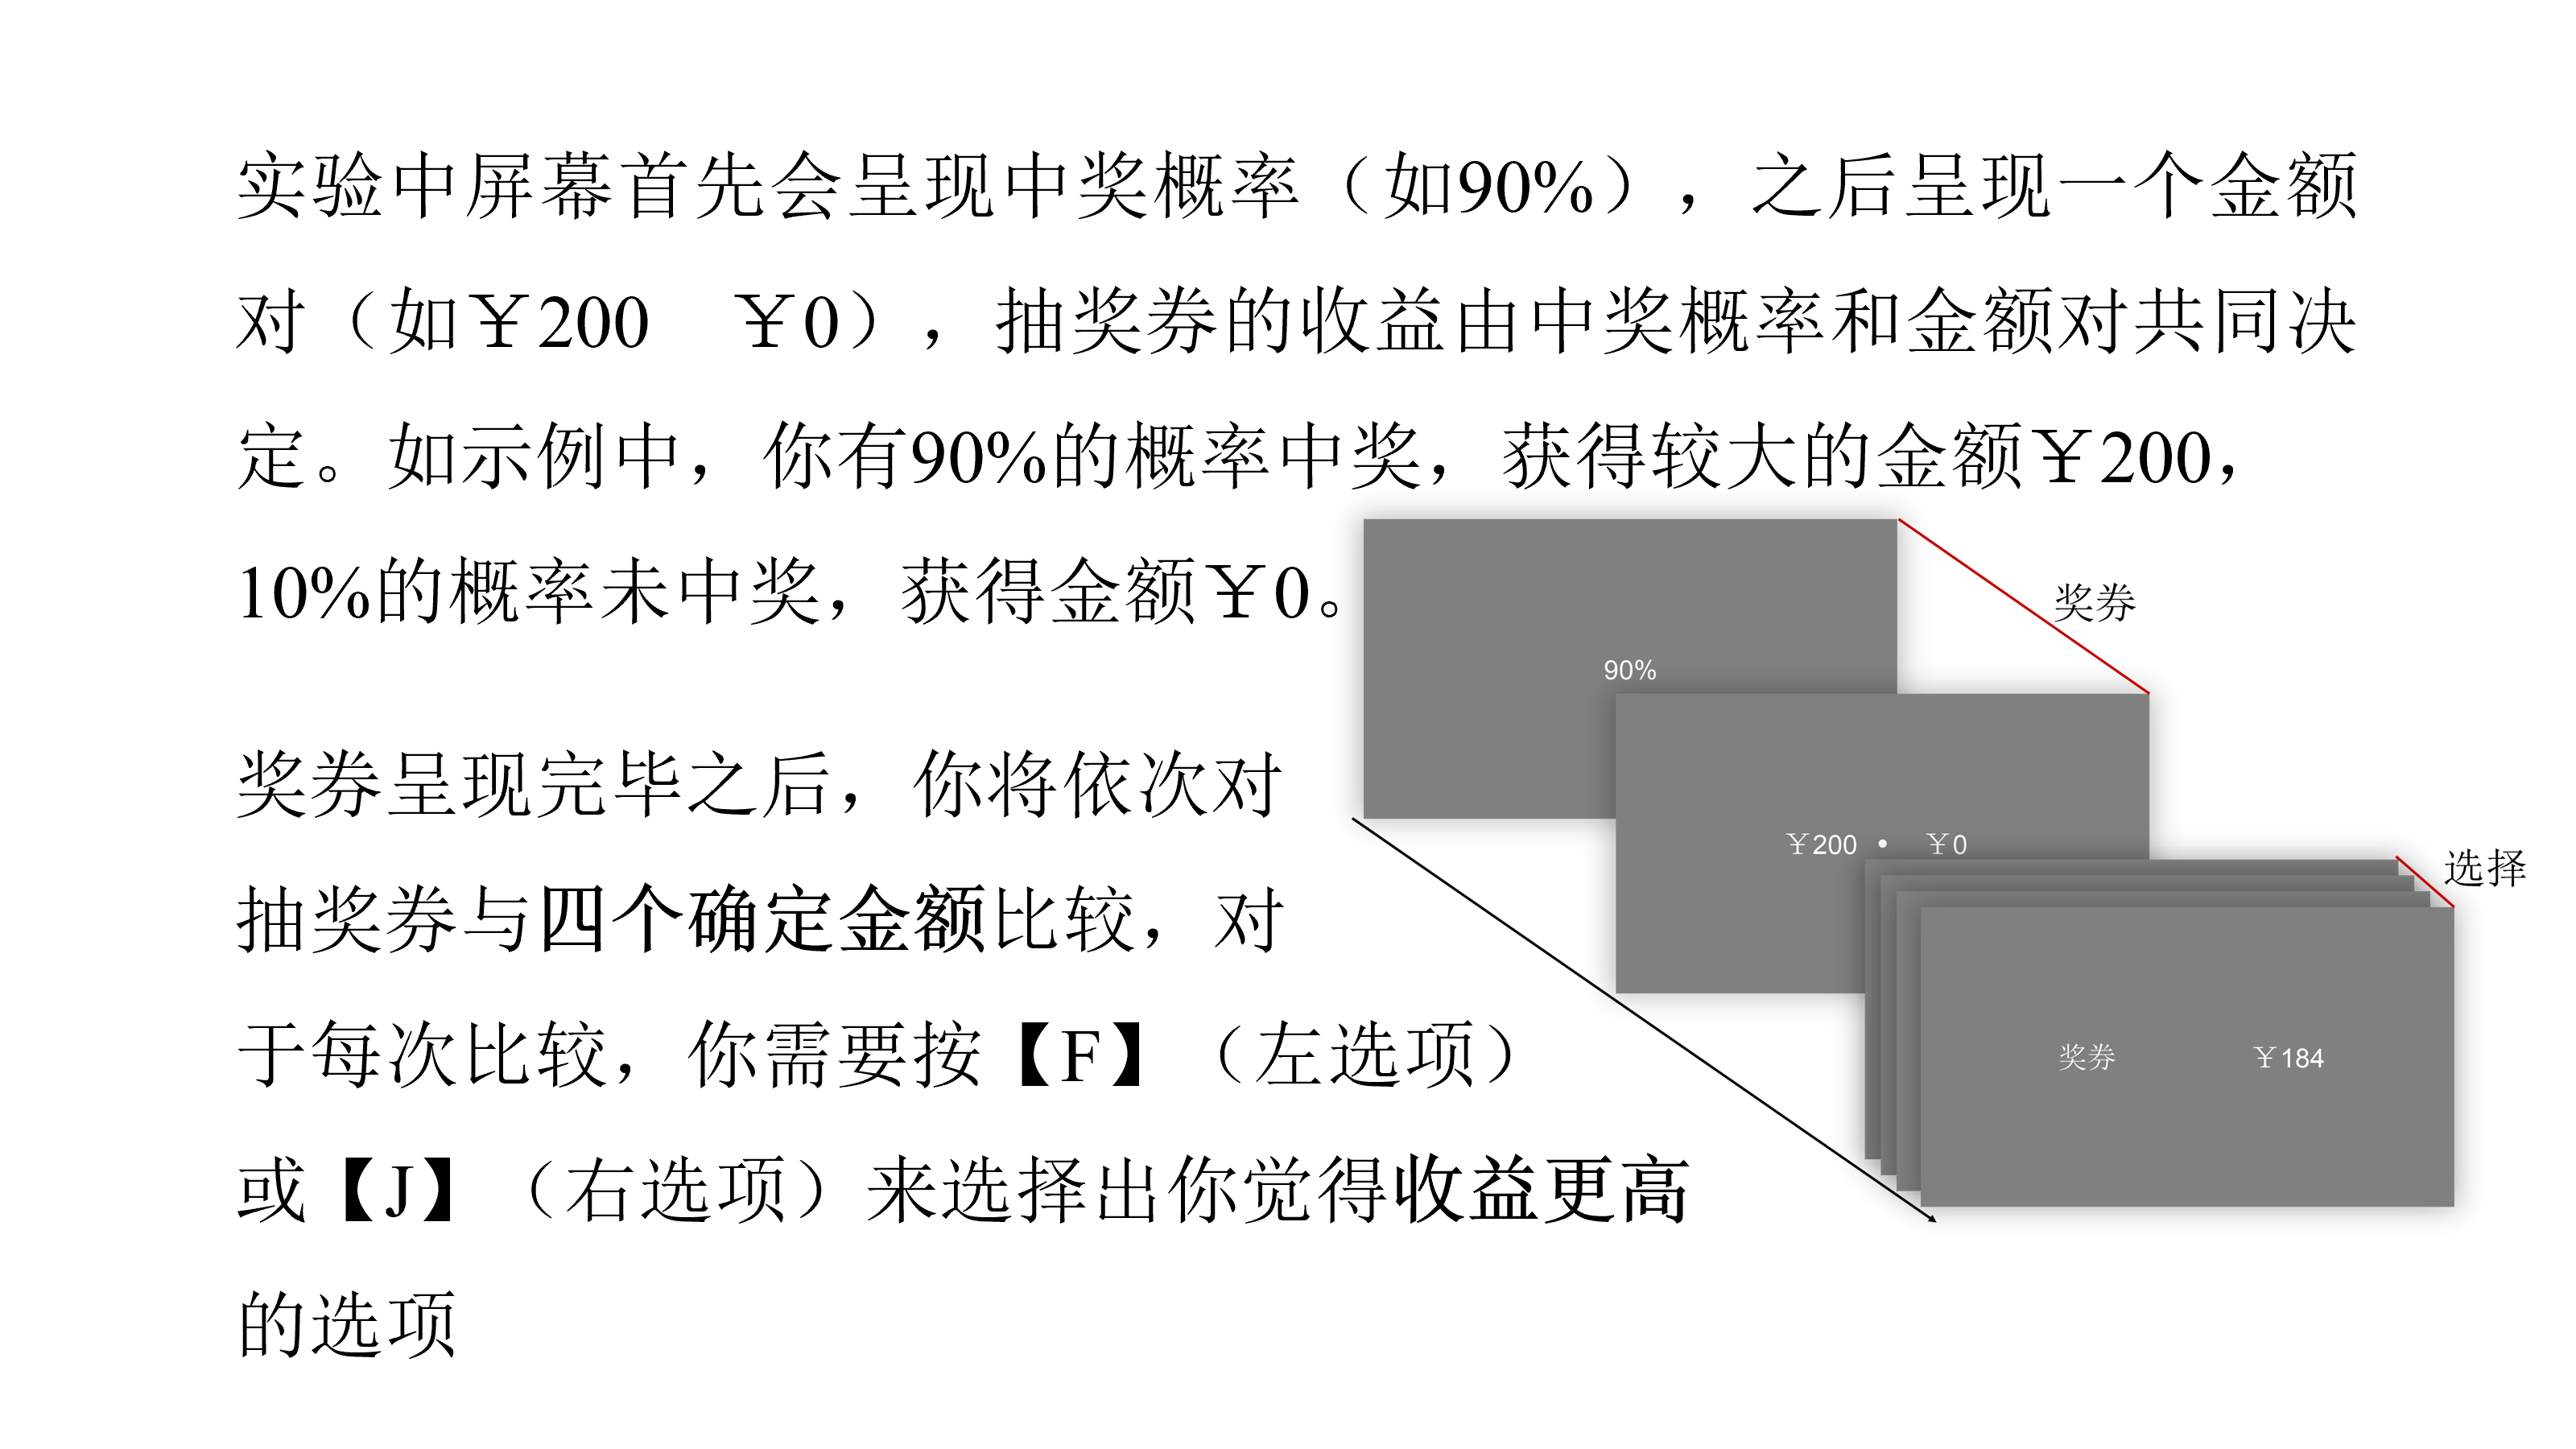 实验中屏幕首先会呈现中奖概率（如90%），之后呈现一个金额
对（如￥200　￥0），抽奖券的收益由中奖概率和金额对共同决
定。如示例中，你有90%的概率中奖，获得较大的金额￥200，
10%的概率未中奖，获得金额￥0。
奖券呈现完毕之后，你将依次对
抽奖券与四个确定金额比较，对
于每次比较，你需要按【F】（左选项）
或【J】（右选项）来选择出你觉得收益更高
的选项
90%
奖券
￥200 •　￥0
选择
奖券　￥184